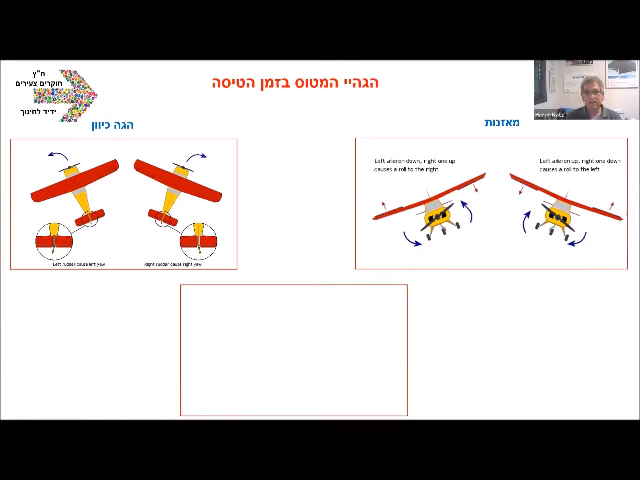 הגהיי המטוס בזמן הטיסה
ח"ץ
חוקרים צעירים
ידיד לחינוך
מאזנות
הגה כיוון
Left aileron down, right one up
causes a roll to the right
Left aileron up, right one down
causes a roll to the left
Left rudder cause left yaw
Right rudder cause right yaw